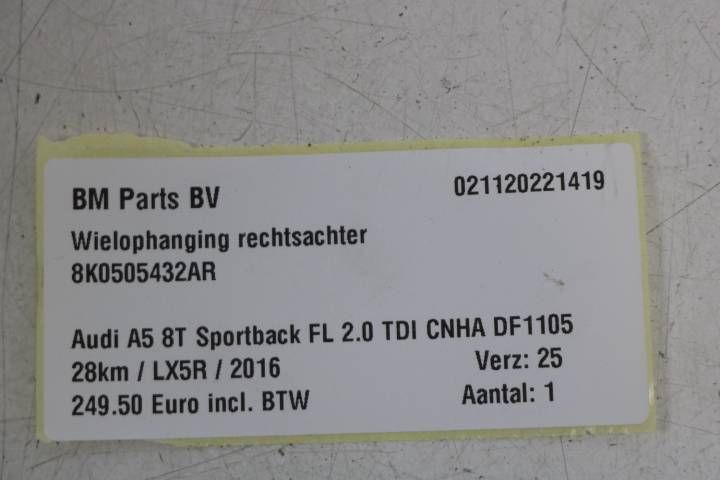 BM Parts BV 021120221419
Wielophanging rechtsachter
8K0505432AR
Audi A5 8T Sportback FL 2.0 TDI CNHA DF1105
28km / LX5R / 2016 Verz: 25
249.50 Euro incl. BTW Aantal: 1